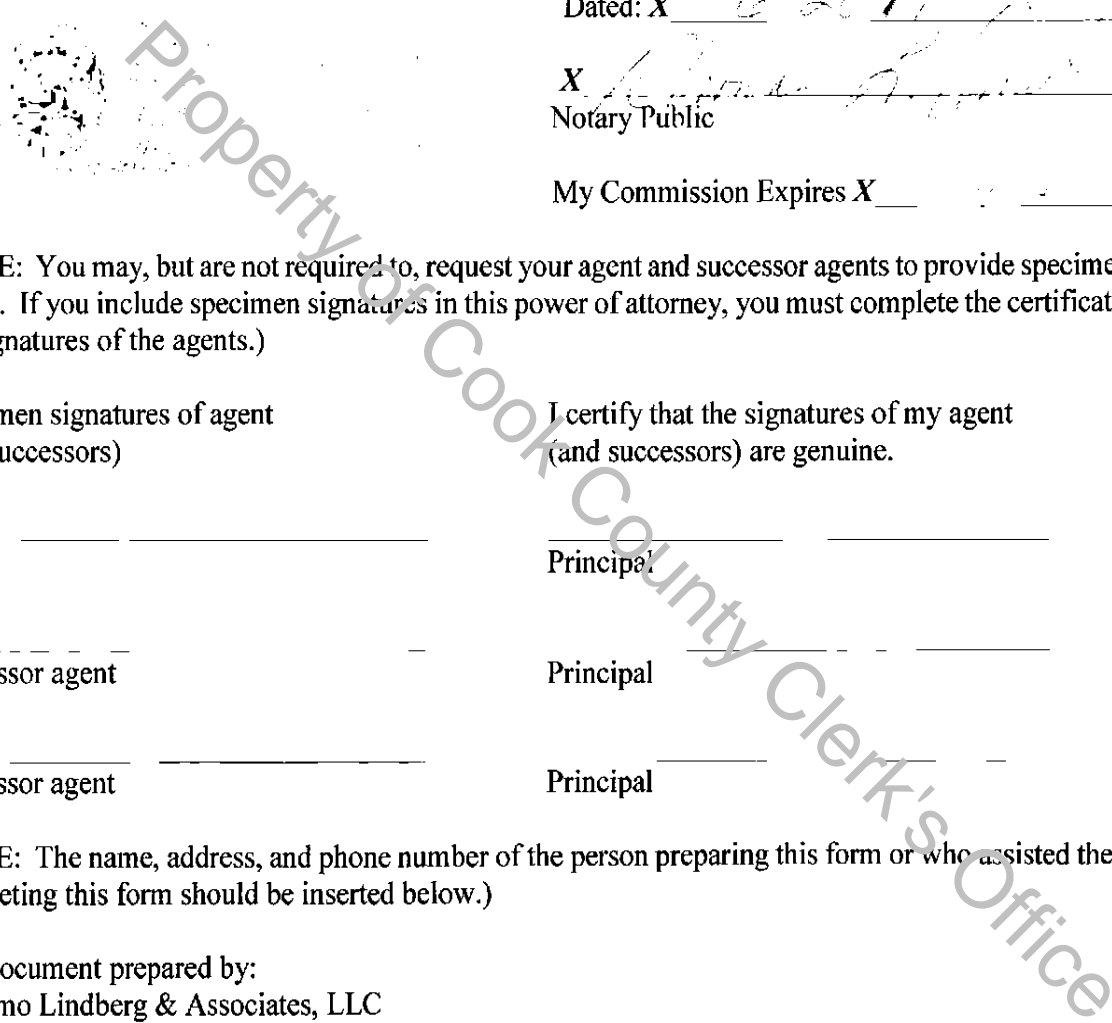 Dated: X
X
Notary Public
My Commission Expires X
E: You may, but are not required to, request your agent and successor agents to provide specime
. If you include specimen signatures in this power of attorney, you must complete the certificat
gnatures of the agents.)
men signatures of agent
uccessors)
I certify that the signatures of my agent
(and successors) are genuine.
Principal
ssor agent
Principal
ssor agent
Principal
E: The name, address, and phone number of the person preparing this form or who assisted the
eting this form should be inserted below.)
ocument prepared by:
mo Lindberg & Associates, LLC
Property of Cook County Clerk's Office